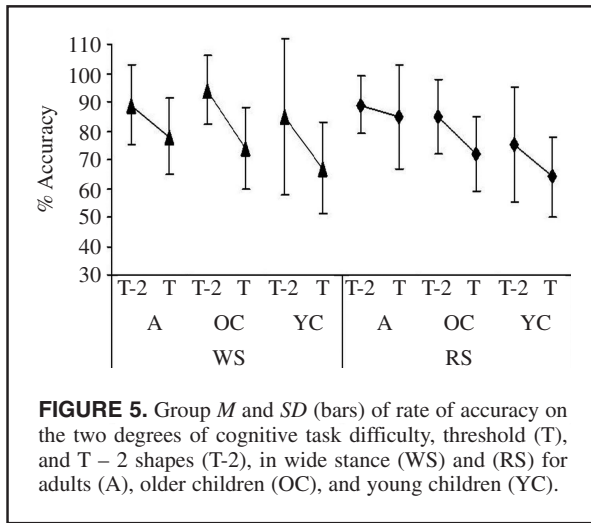 110
100
90
80
70
60
50
40
30
% Accuracy
T-2 T T-2 T T-2 T T-2 T T-2 T T-2 T
A OC YC A OC YC
WS RS
FIGURE 5. Group M and SD (bars) of rate of accuracy on
the two degrees of cognitive task difficulty, threshold (T),
and T – 2 shapes (T-2), in wide stance (WS) and (RS) for
adults (A), older children (OC), and young children (YC).